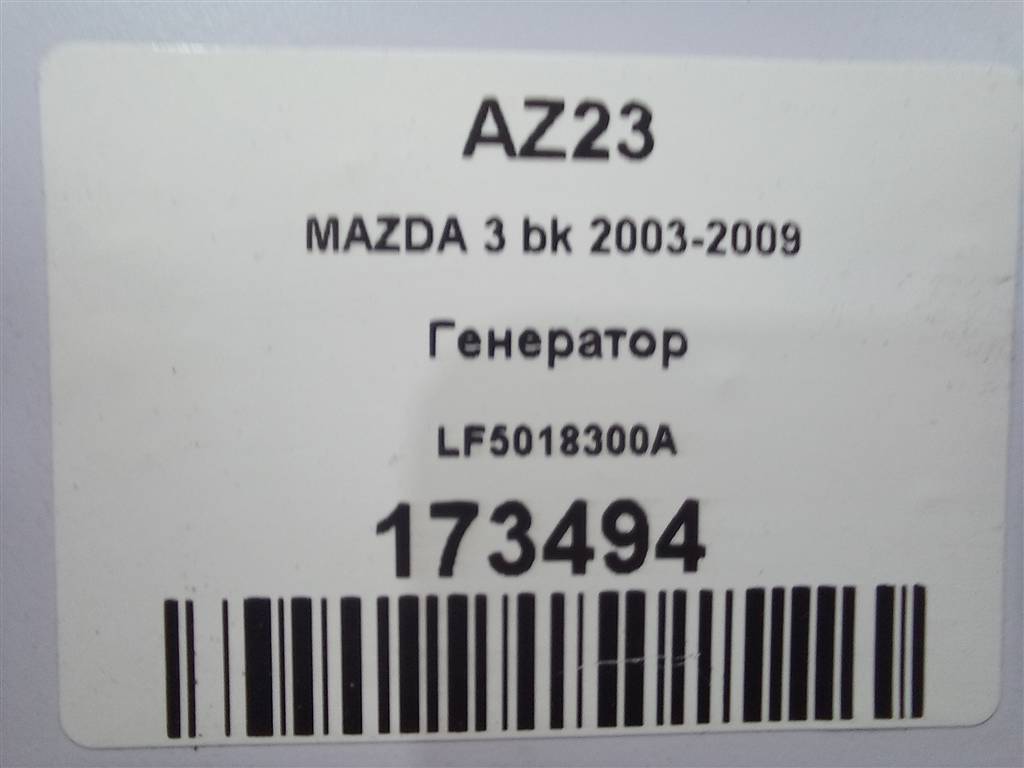 AZ23
MAZDA 3 bk 2003-2009
Генератор
LF5018300A
173494